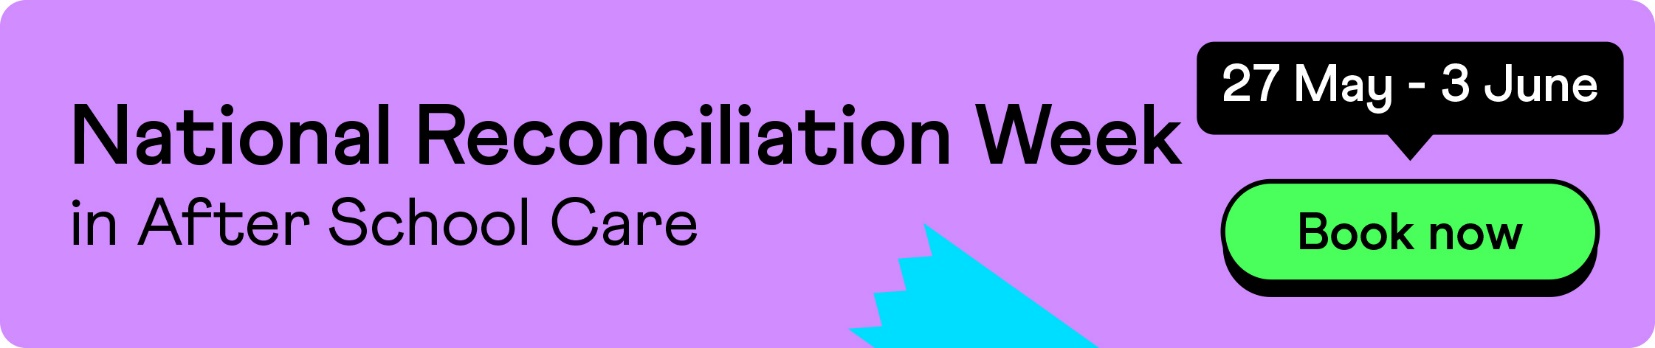 National Reconciliation Week
in After School Care
27 May - 3 June
Book now